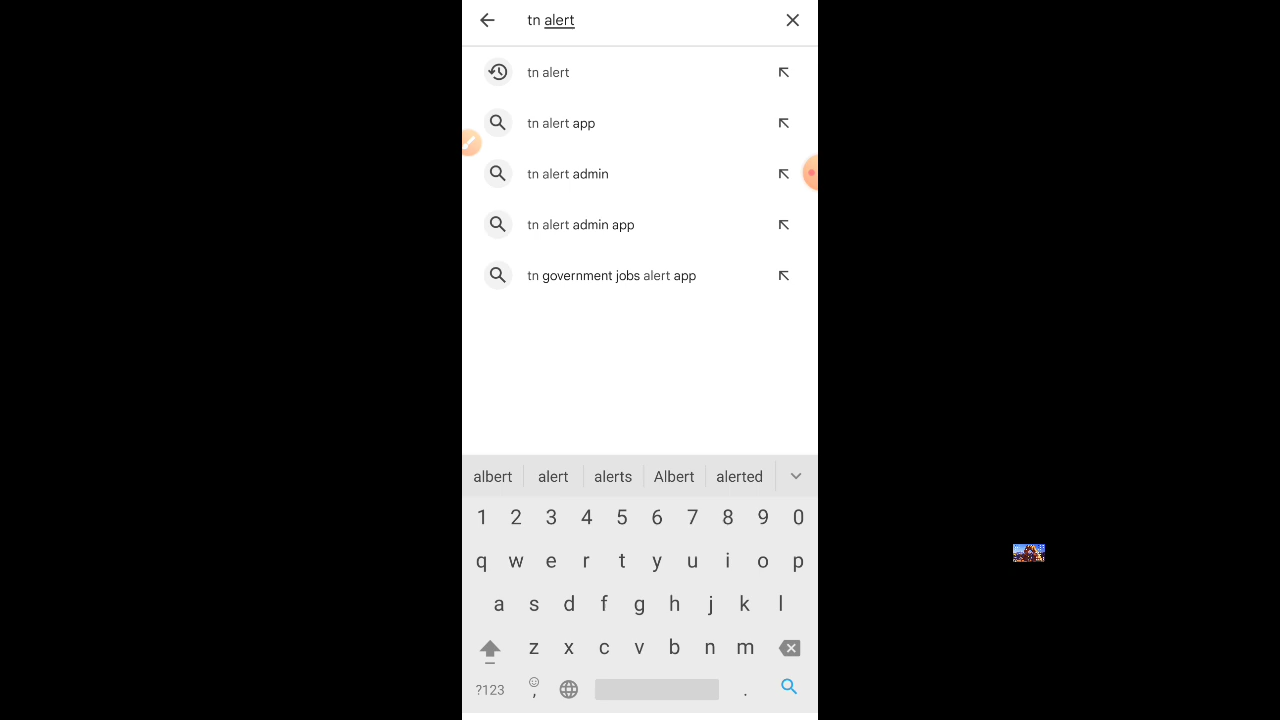 tn alert
tn alert
tn alert app
tn alert admin
tn alert admin app
tn government jobs alert app
albert alert alerts Albert alerted
1 2 3 4 5 6 7 8 9 0
q w e r t y u i o p
a s d f g h j k l
z x c v b n m
?123 , .